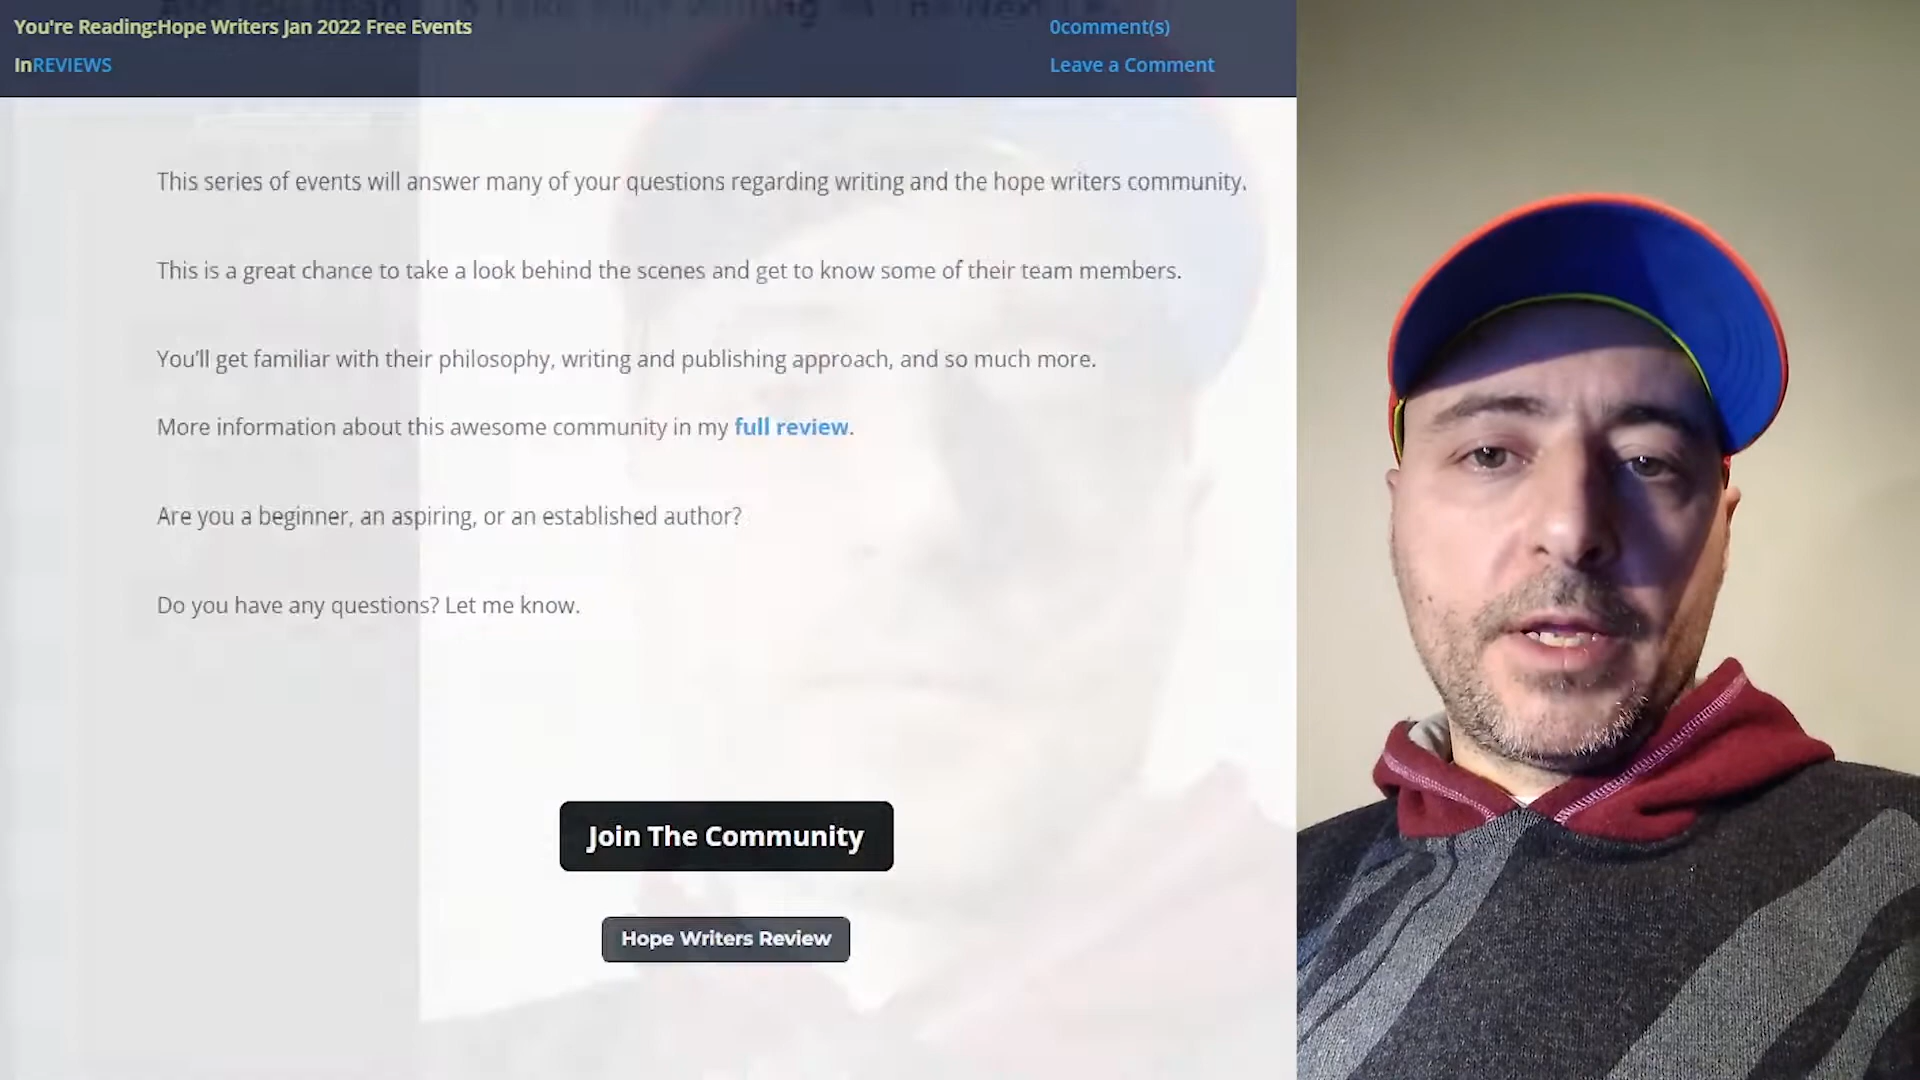 You're Reading:Hope Writers Jan 2022 Free Events
0comment(s)
InREVIEWS
Leave a Comment
This series of events will answer many of your questions regarding writing and the hope writers community.
This is a great chance to take a look behind the scenes and get to know some of their team members.
You’ll get familiar with their philosophy, writing and publishing approach, and so much more.
More information about this awesome community in my full review.
Are you a beginner, an aspiring, or an established author?
Do you have any questions? Let me know.
Join The Community
Hope Writers Review